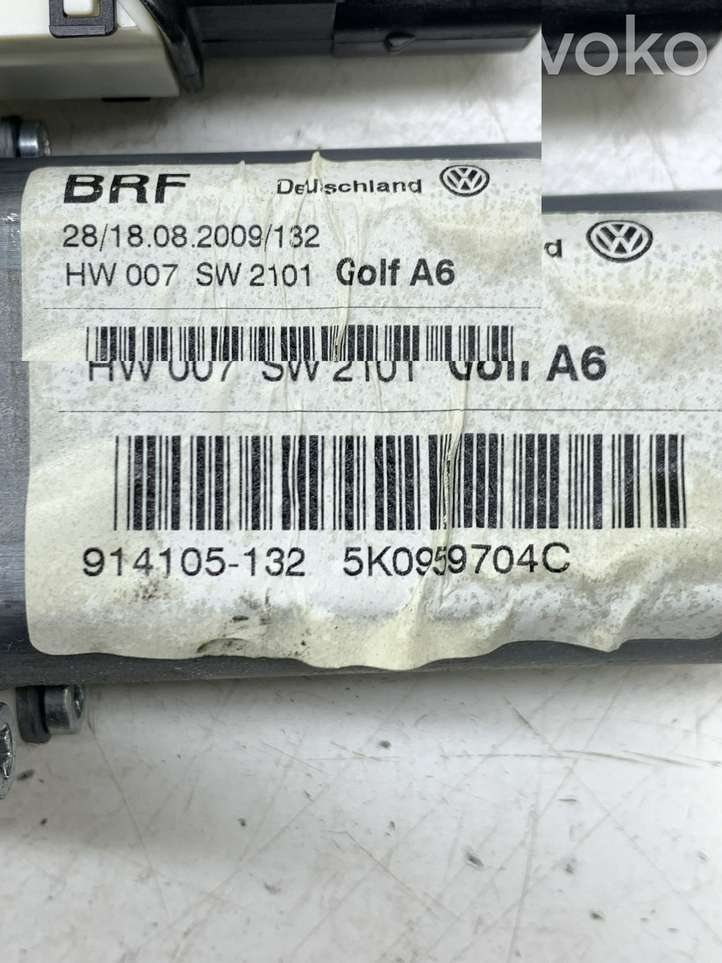 voko
BRF Deutschland
28/18.08.2009/132
d
HW 007 SW 2101 Golf A6
HW 007 SW 2101 Golf A6
914105-132 5K0959704C